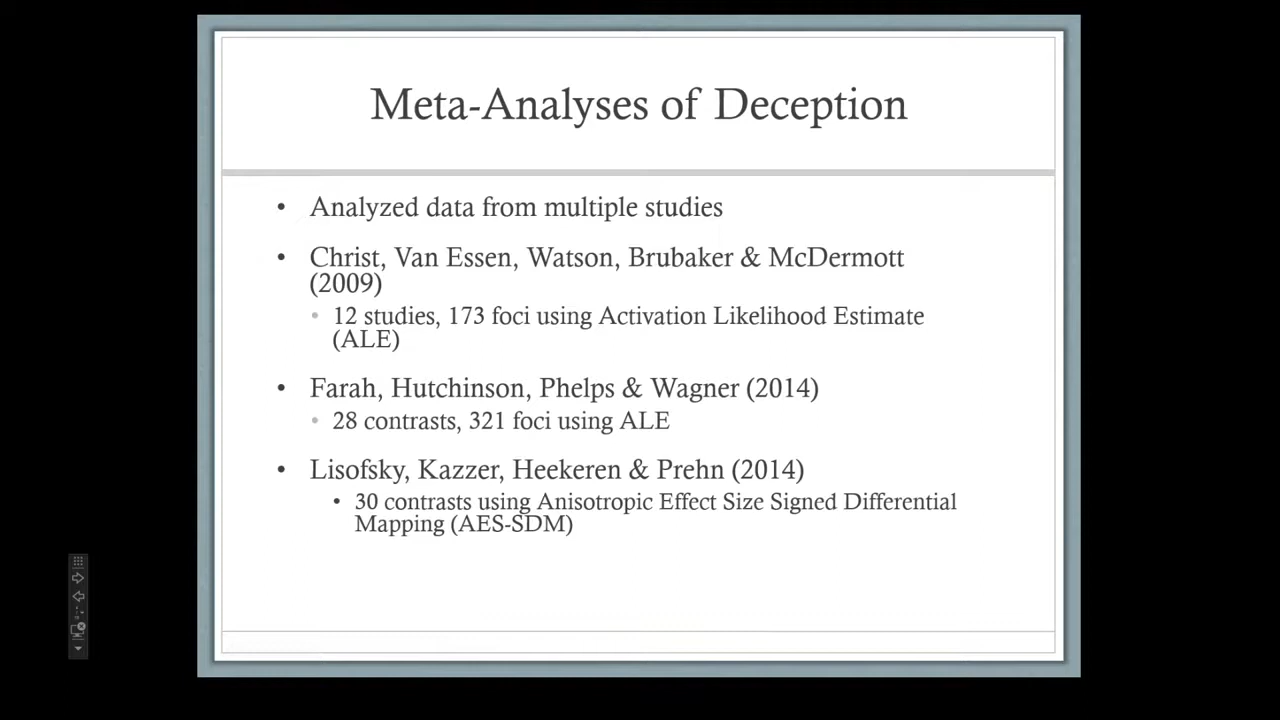 Meta-Analyses of Deception
• Analyzed data from multiple studies
• Christ, Van Essen, Watson, Brubaker & McDermott
(2009)
• 12 studies, 173 foci using Activation Likelihood Estimate
(ALE)
• Farah, Hutchinson, Phelps & Wagner (2014)
• 28 contrasts, 321 foci using ALE
• Lisofsky, Kazzer, Heekeren & Prehn (2014)
• 30 contrasts using Anisotropic Effect Size Signed Differential
Mapping (AES-SDM)